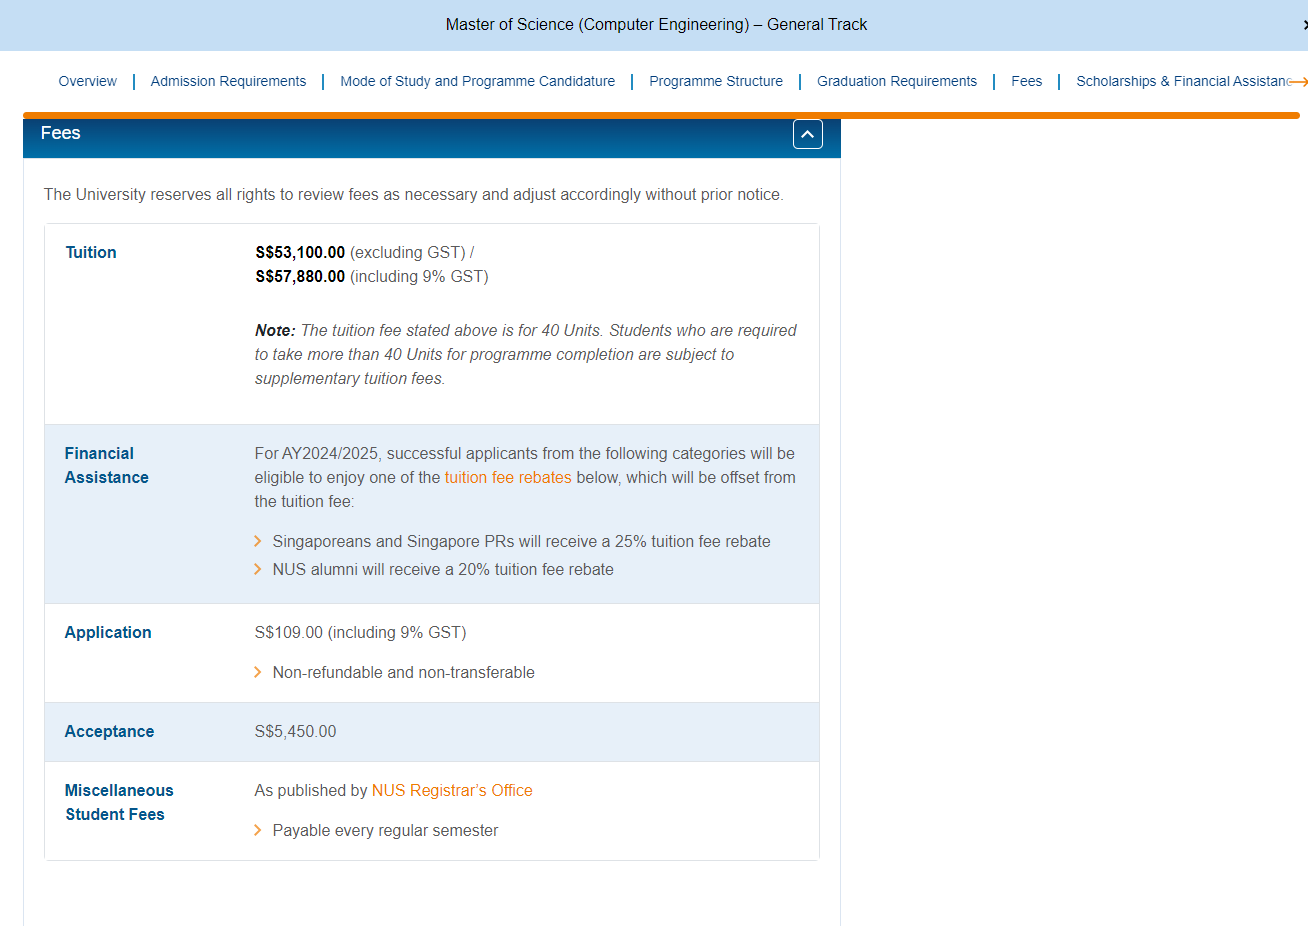 Master of Science (Computer Engineering) – General Track
Overview
Admission Requirements
Mode of Study and Programme Candidature
Programme Structure
Graduation Requirements
Fees
Scholarships & Financial
Fees
The University reserves all rights to review fees as necessary and adjust accordingly without prior notice.
Tuition
S$53,100.00 (excluding GST) /
S$57,880.00 (including 9% GST)
Note: The tuition fee stated above is for 40 Units. Students who are required
to take more than 40 Units for programme completion are subject to
supplementary tuition fees.
Financial
Assistance
For AY2024/2025, successful applicants from the following categories will be
eligible to enjoy one of the tuition fee rebates below, which will be offset from
the tuition fee:
Singaporeans and Singapore PRs will receive a 25% tuition fee rebate
NUS alumni will receive a 20% tuition fee rebate
Application
S$109.00 (including 9% GST)
Non-refundable and non-transferable
Acceptance
S$5,450.00
Miscellaneous
Student Fees
As published by NUS Registrar’s Office
Payable every regular semester